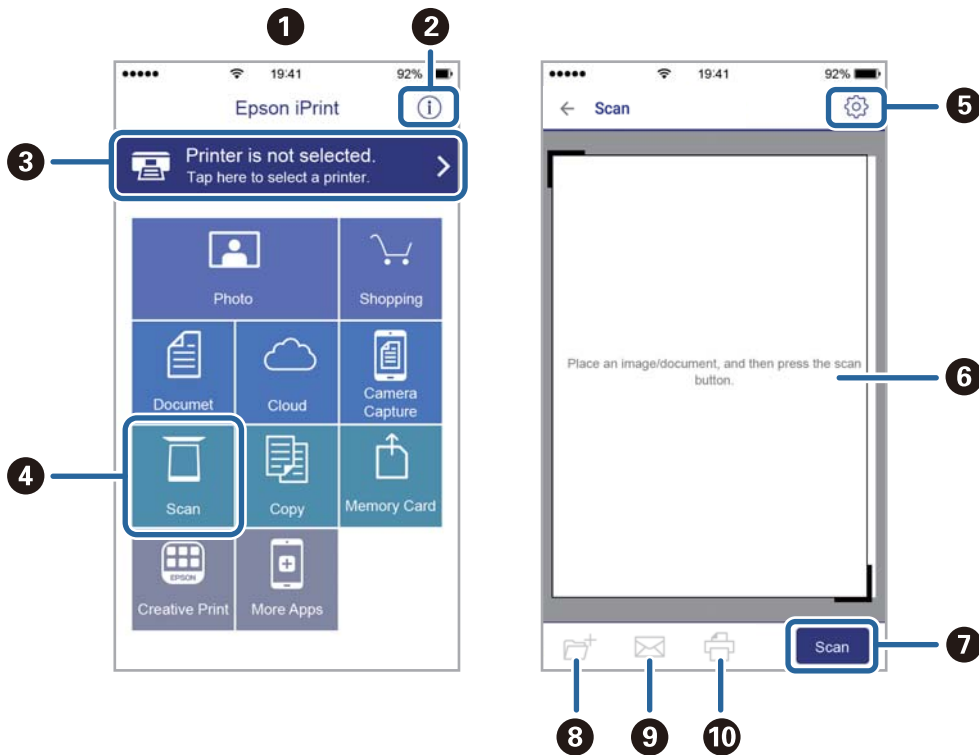 1
2
19:41
92%
Epson iPrint
i
3
Printer is not selected.
Tap here to select a printer.
Photo
Shopping
Documet
Cloud
Camera
Capture
4
Scan
Copy
Memory Card
EPSON
Creative Print
More Apps
19:41
92%
Scan
5
Place an image/document, and then press the scan
button.
6
Scan
7
8
9
10